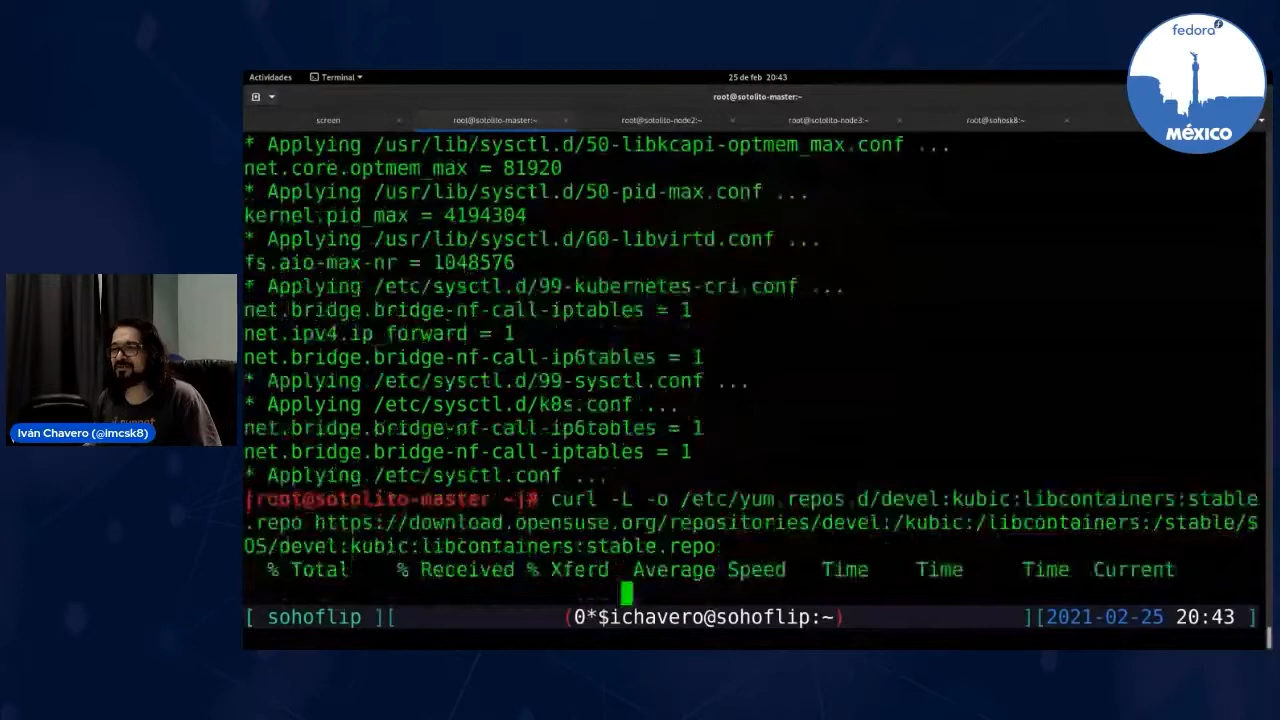 fedora
MÉXICO
Actividades Terminal 25 de feb 20:43
root@sotolito-master:~
screen root@sotolito-master:~ root@sotolito-node2:~ root@sotolito-node3:~ root@sohosk8:~
* Applying /usr/lib/sysctl.d/50-libkcapi-optmem_max.conf ...
net.core.optmem_max = 81920
* Applying /usr/lib/sysctl.d/50-pid-max.conf ...
kernel.pid_max = 4194304
* Applying /usr/lib/sysctl.d/60-libvirtd.conf ...
fs.aio-max-nr = 1048576
* Applying /etc/sysctl.d/99-kubernetes-cri.conf ...
net.bridge.bridge-nf-call-iptables = 1
net.ipv4.ip_forward = 1
net.bridge.bridge-nf-call-ip6tables = 1
* Applying /etc/sysctl.d/99-sysctl.conf ...
* Applying /etc/sysctl.d/k8s.conf ...
net.bridge.bridge-nf-call-ip6tables = 1
net.bridge.bridge-nf-call-iptables = 1
* Applying /etc/sysctl.conf ...
[root@sotolito-master ~]# curl -L -o /etc/yum.repos.d/devel:kubic:libcontainers:stable
.repo https://download.opensuse.org/repositories/devel:/kubic:/libcontainers:/stable/$
OS/devel:kubic:libcontainers:stable.repo
% Total % Received % Xferd Average Speed Time Time Time Current
[ sohoflip ][ (0*$ichavero@sohoflip:~) ][2021-02-25 20:43 ]
Iván Chavero (@imcsk8)